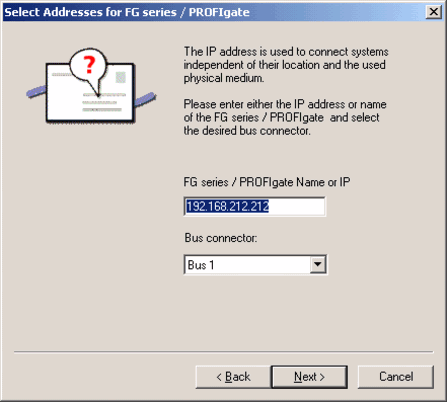 Select Addresses for FG series / PROFIgate
?
The IP address is used to connect systems
independent of their location and the used
physical medium.
Please enter either the IP address or name
of the FG series / PROFIgate and select
the desired bus connector.
FG series / PROFIgate Name or IP
192.168.212.212
Bus connector:
Bus 1
< Back
Next >
Cancel